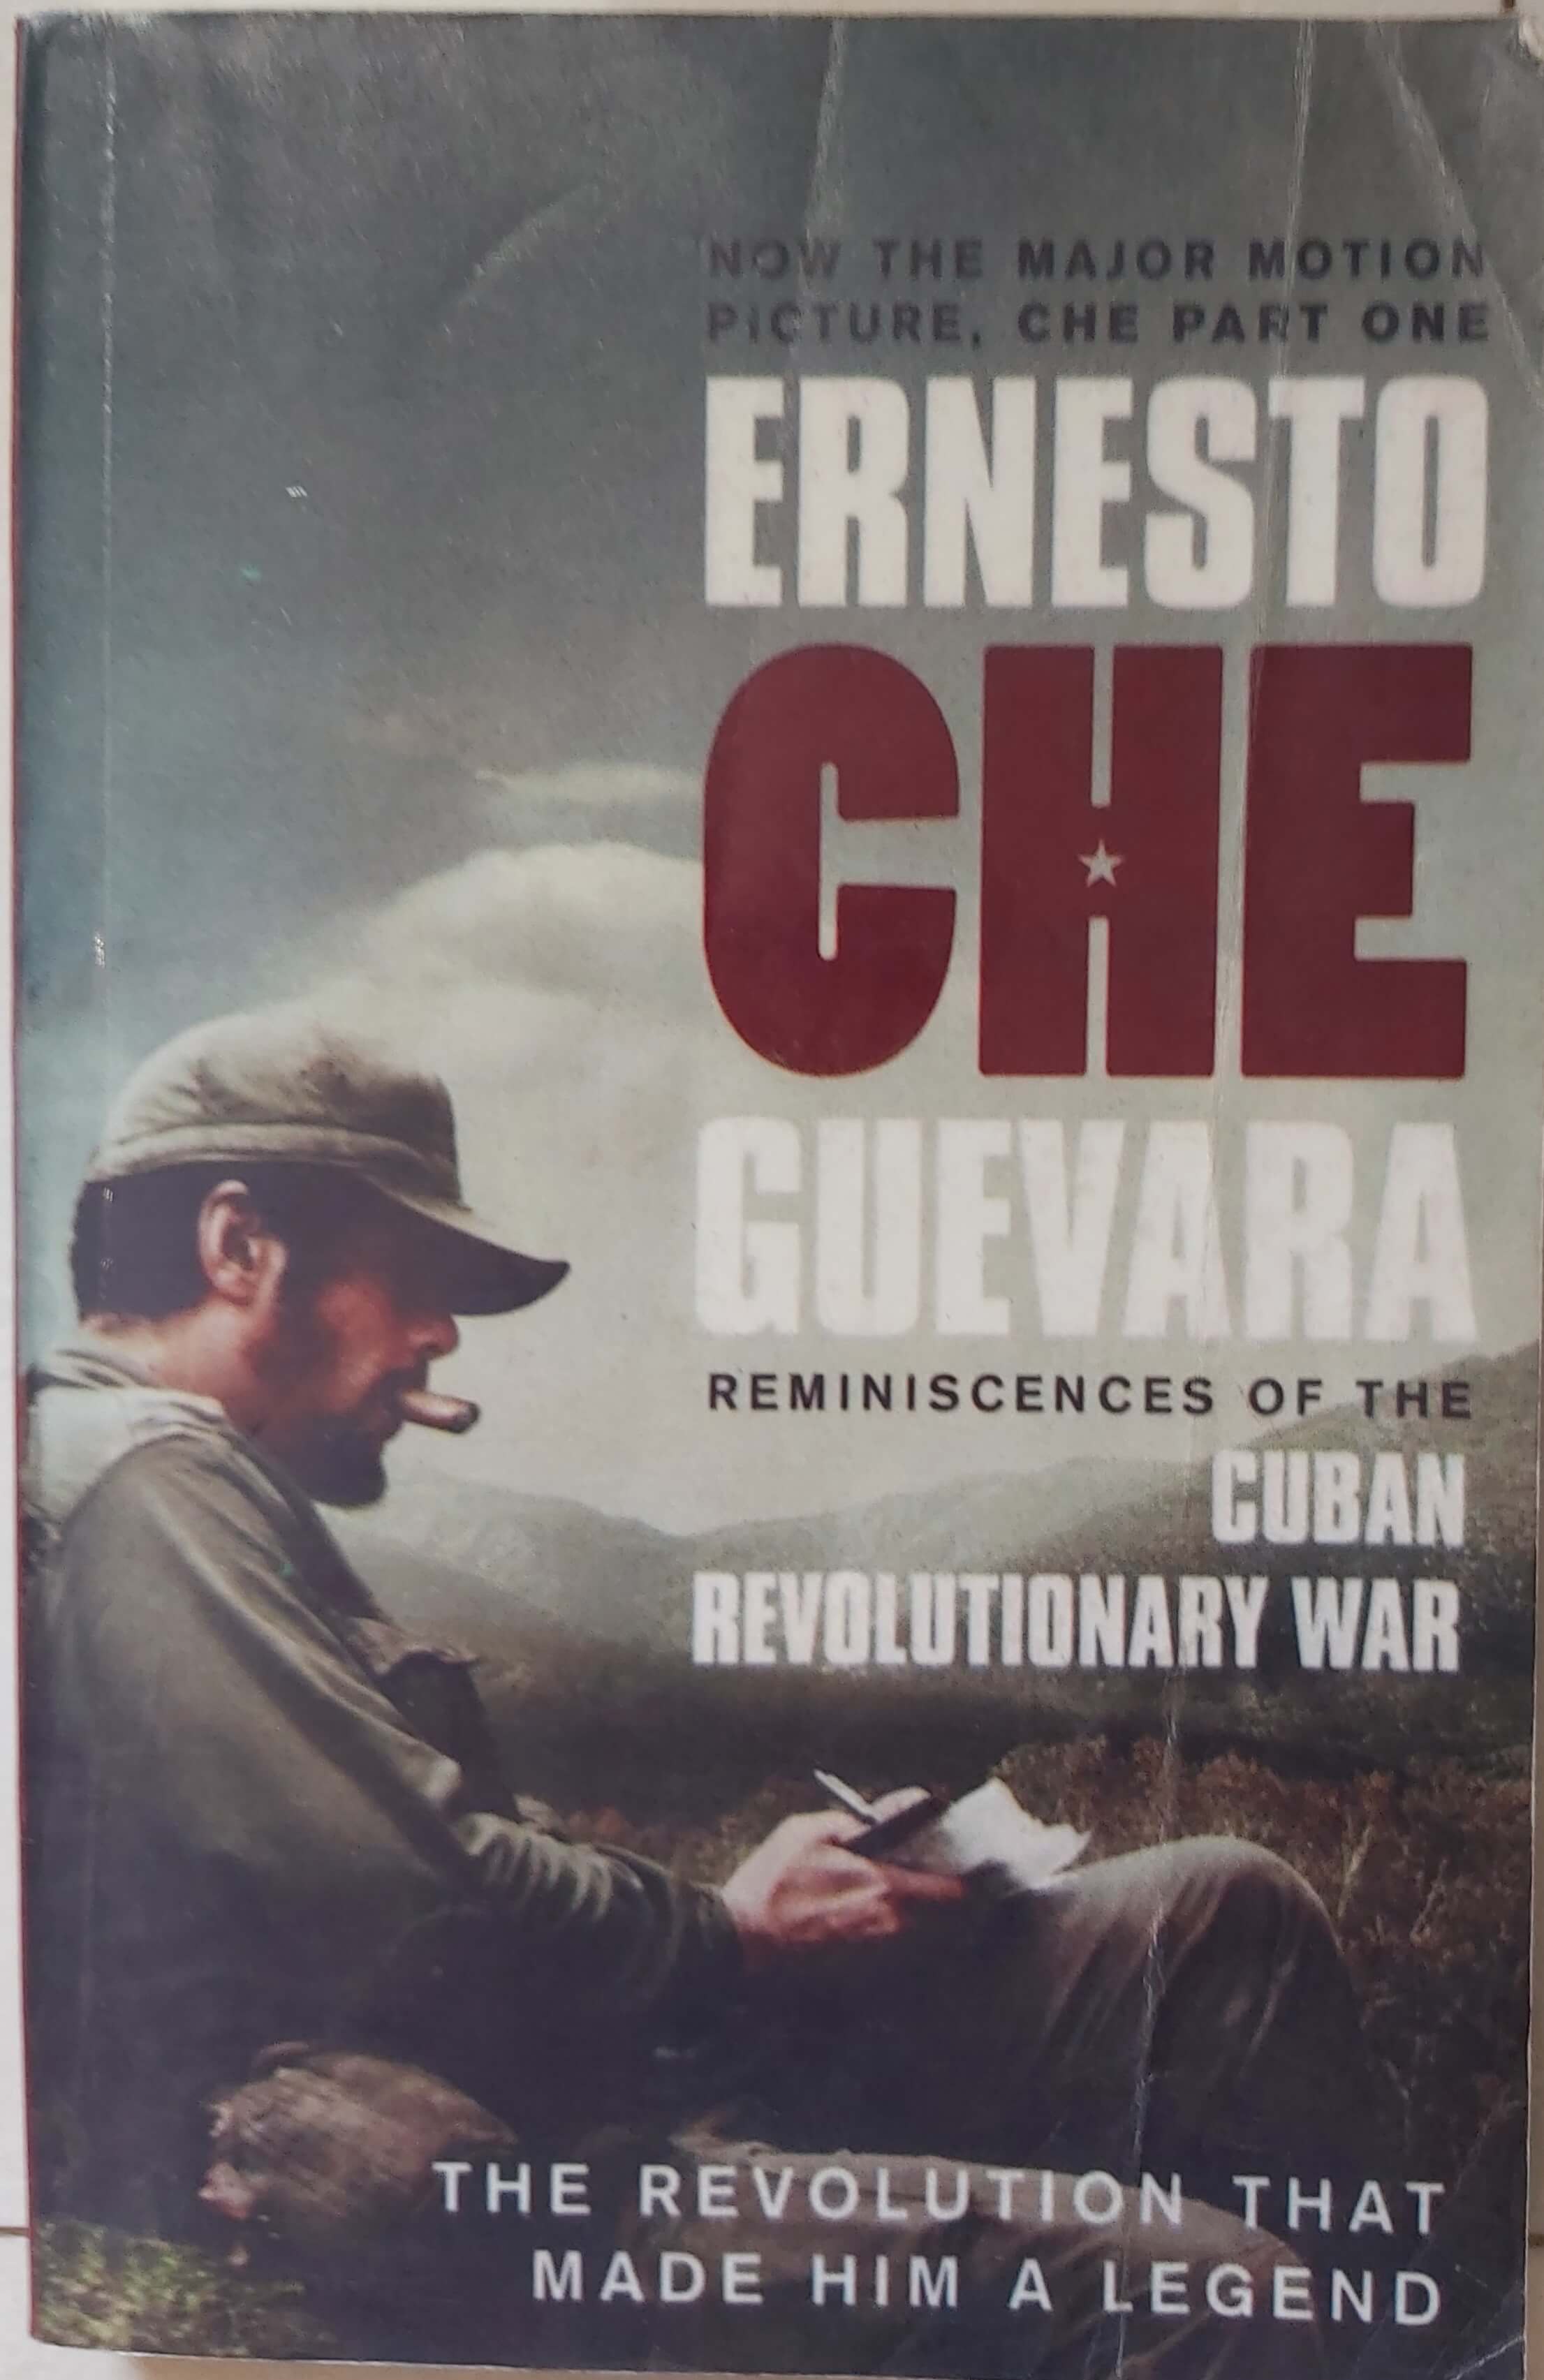 NOW THE MAJOR MOTION
PICTURE, CHE PART ONE
ERNESTO
CHE
GUEVARA
REMINISCENCES OF THE
CUBAN
REVOLUTIONARY WAR
THE REVOLUTION THAT
MADE HIM A LEGEND